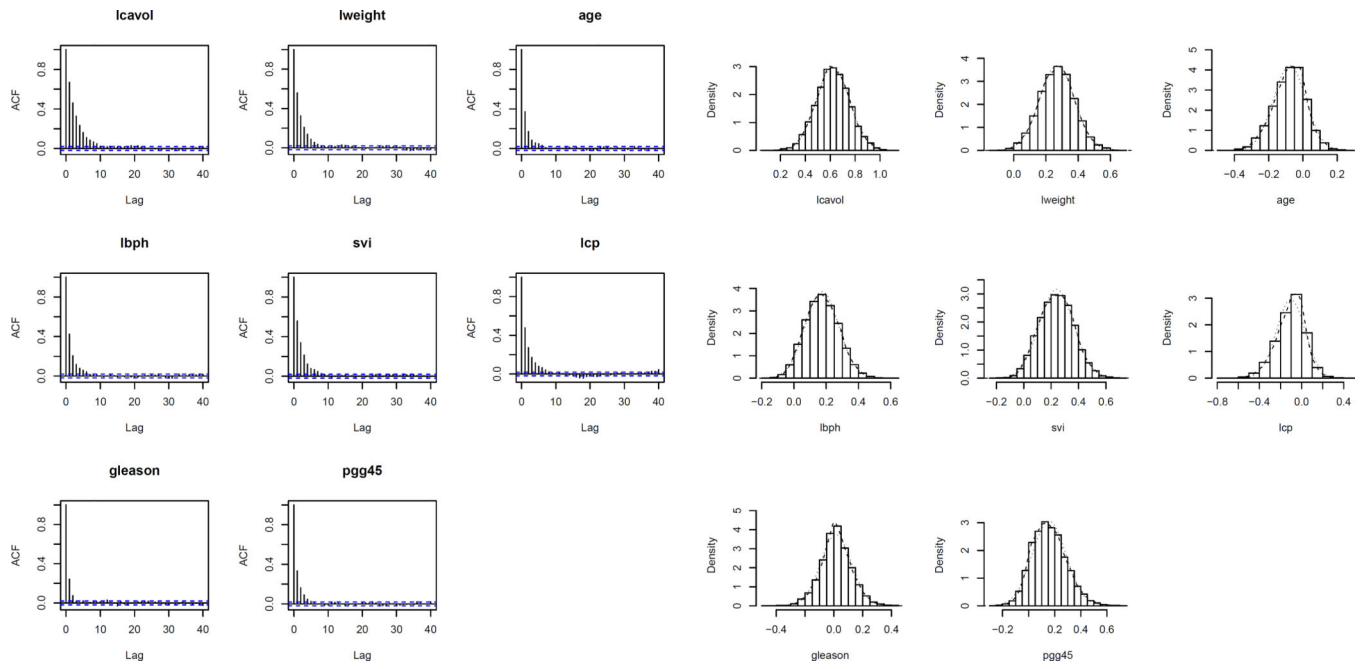 lcavol
lweight
age
ACF
0.0 0.4 0.8
0 10 20 30 40
Lag
ACF
0.0 0.4 0.8
0 10 20 30 40
Lag
ACF
0.0 0.4 0.8
0 10 20 30 40
Lag
Density
0 1 2 3
0.2 0.4 0.6 0.8 1.0
lcavol
Density
0 1 2 3 4
0.0 0.2 0.4 0.6
lweight
Density
0 1 2 3 4 5
−0.4 −0.2 0.0 0.2
age
lbph
svi
lcp
ACF
0.0 0.4 0.8
0 10 20 30 40
Lag
ACF
0.0 0.4 0.8
0 10 20 30 40
Lag
ACF
0.0 0.4 0.8
0 10 20 30 40
Lag
Density
0 1 2 3 4
−0.2 0.0 0.2 0.4 0.6
lbph
Density
0.0 1.0 2.0 3.0
−0.2 0.0 0.2 0.4 0.6
svi
Density
0 1 2 3
−0.8 −0.4 0.0 0.4
lcp
gleason
pgg45
ACF
0.0 0.4 0.8
0 10 20 30 40
Lag
ACF
0.0 0.4 0.8
0 10 20 30 40
Lag
Density
0 1 2 3 4 5
−0.4 0.0 0.2 0.4
gleason
Density
0 1 2 3
−0.2 0.2 0.4 0.6
pgg45